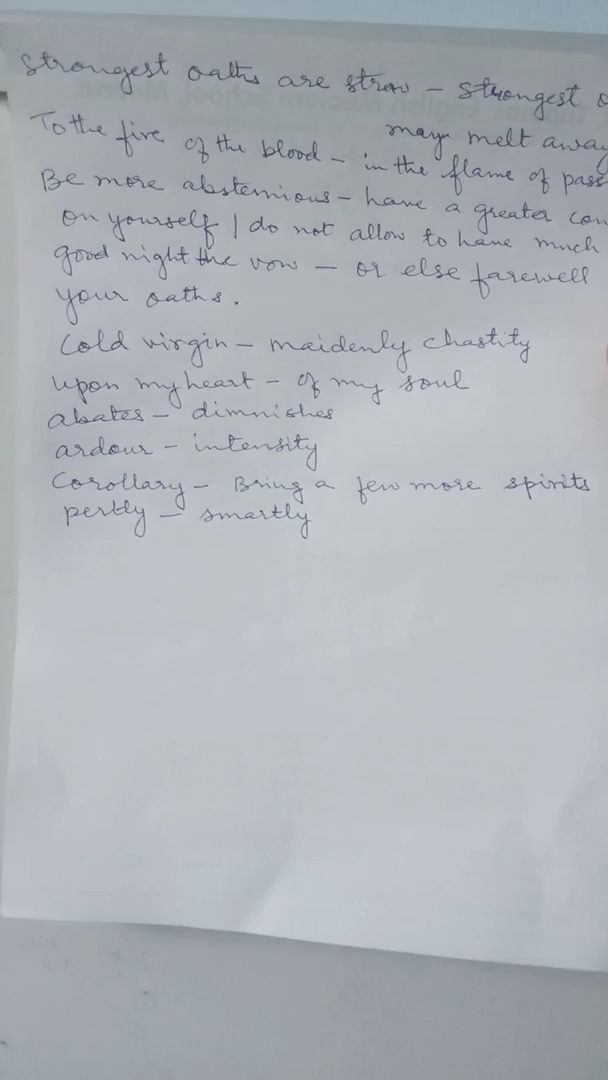 Strongest oaths are straw - Strongest
may melt away
To the fire of the blood - in the flame of pass
Be more abstemious - have a greater con
on yourself / do not allow to have much
good night the vow - or else farewell
your oaths.
Cold virgin - maidenly chastity
upon my heart - of my soul
abates - dimnishes
ardour - intensity
Corollary - Bring a few more spirits
pertly - smartly